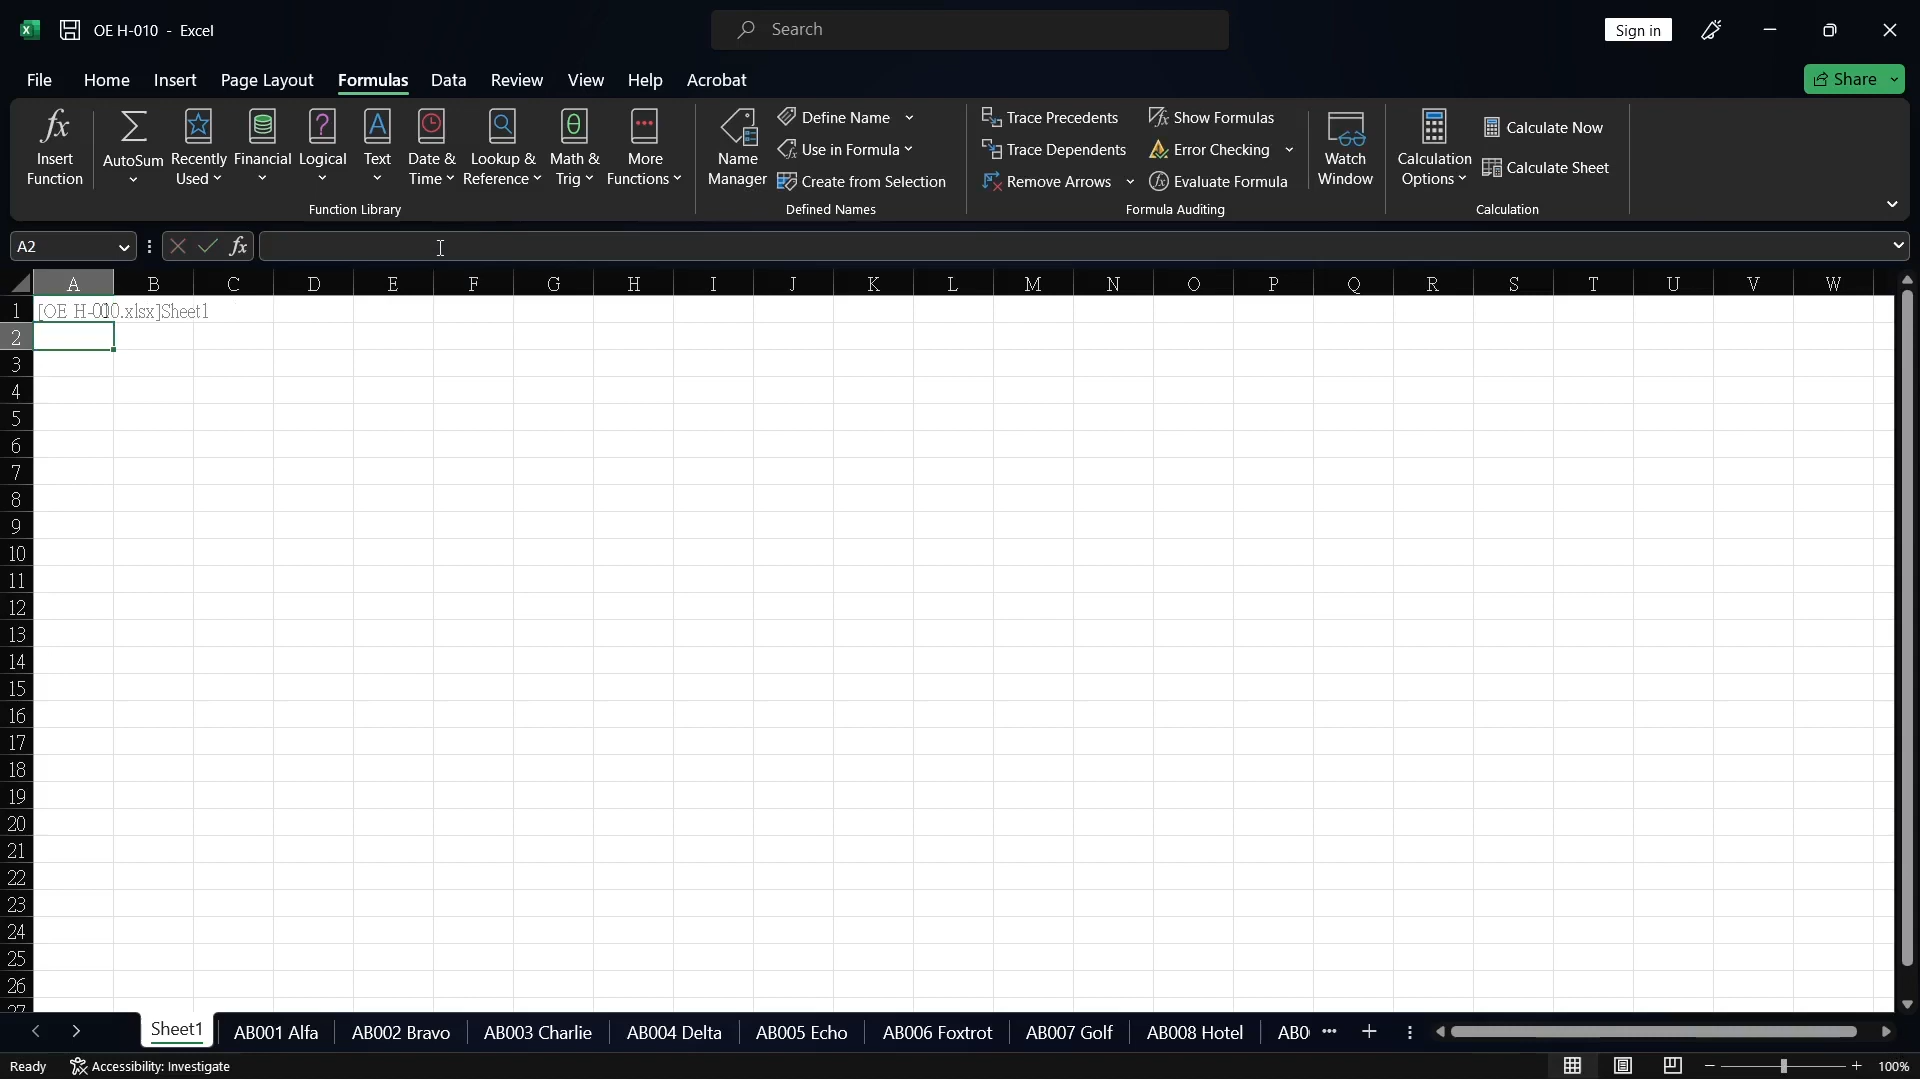 OE H-010 - Excel
Search
Sign in
File Home Insert Page Layout Formulas Data Review View Help Acrobat
Share
Insert Function
AutoSum
Recently Used
Financial
Logical
Text
Date & Time
Lookup & Reference
Math & Trig
More Functions
Function Library
Name Manager
Define Name
Use in Formula
Create from Selection
Defined Names
Trace Precedents
Trace Dependents
Remove Arrows
Show Formulas
Error Checking
Evaluate Formula
Formula Auditing
Watch Window
Calculation Options
Calculate Now
Calculate Sheet
Calculation
A2
fx
A B C D E F G H I J K L M N O P Q R S T U V W
1 [OE H-010.xlsx]Sheet1
2
3
4
5
6
7
8
9
10
11
12
13
14
15
16
17
18
19
20
21
22
23
24
25
26
27
Sheet1 AB001 Alfa AB002 Bravo AB003 Charlie AB004 Delta AB005 Echo AB006 Foxtrot AB007 Golf AB008 Hotel AB0
Ready Accessibility: Investigate 100%